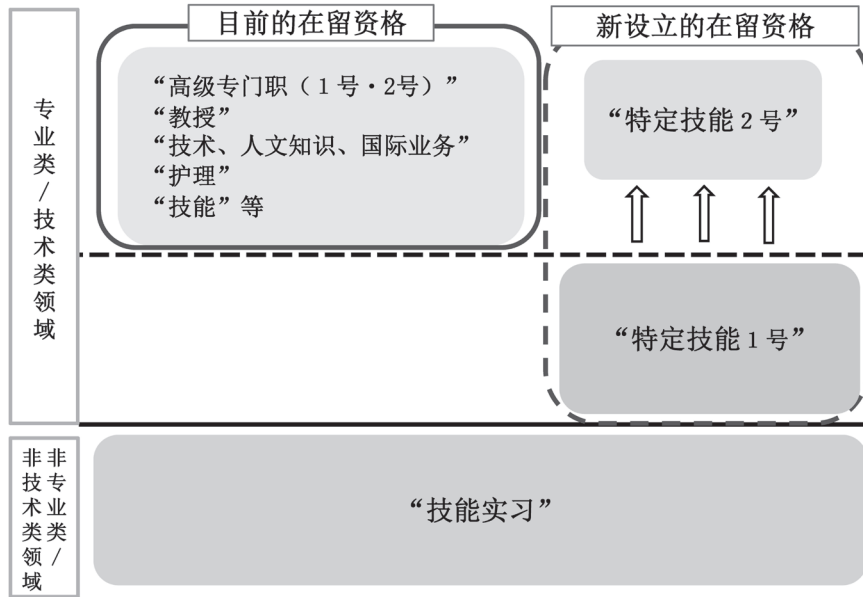 目前的在留资格
新设立的在留资格
专业类/技术类领域
“高级专门职（1号·2号）”
“教授”
“技术、人文知识、国际业务”
“护理”
“技能”等
“特定技能2号”
“特定技能1号”
非专业类/
非技术类领域
“技能实习”